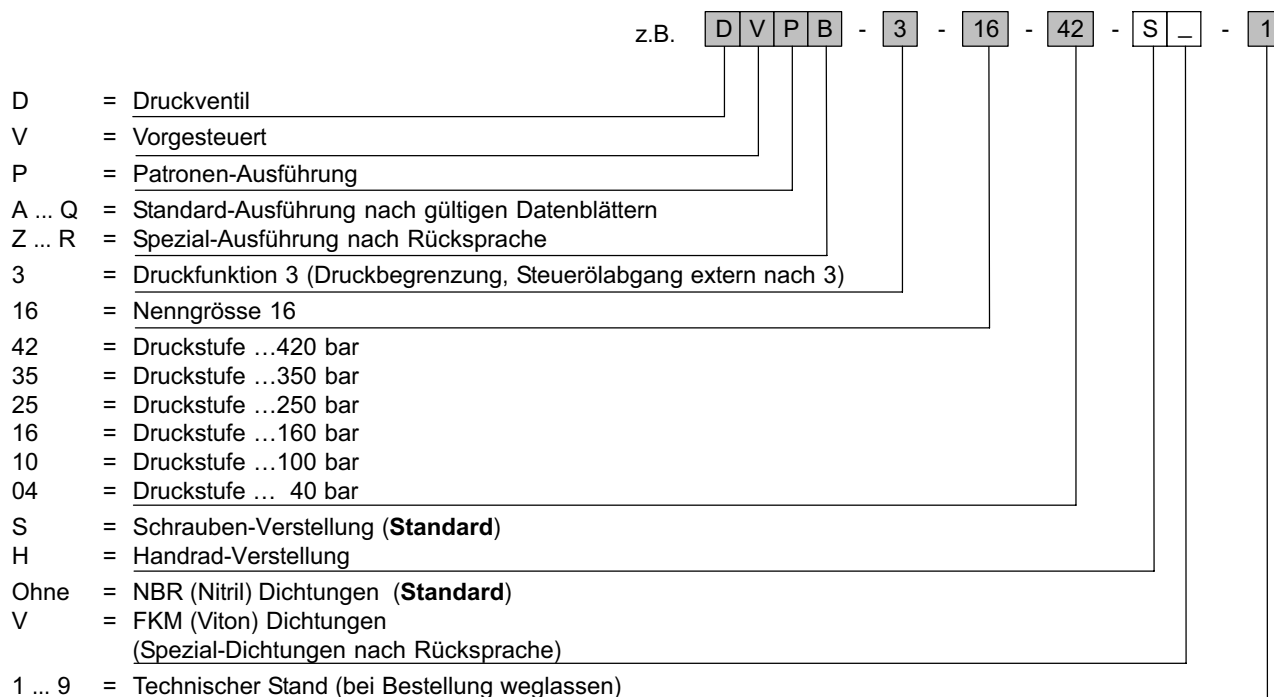 z.B. D V P B - 3 - 16 - 42 - S _ - 1
D = Druckventil
V = Vorgesteuert
P = Patronen-Ausführung
A ... Q = Standard-Ausführung nach gültigen Datenblättern
Z ... R = Spezial-Ausführung nach Rücksprache
3 = Druckfunktion 3 (Druckbegrenzung, Steuerölabgang extern nach 3)
16 = Nenngrösse 16
42 = Druckstufe …420 bar
35 = Druckstufe …350 bar
25 = Druckstufe …250 bar
16 = Druckstufe …160 bar
10 = Druckstufe …100 bar
04 = Druckstufe … 40 bar
S = Schrauben-Verstellung (Standard)
H = Handrad-Verstellung
Ohne = NBR (Nitril) Dichtungen (Standard)
V = FKM (Viton) Dichtungen
(Spezial-Dichtungen nach Rücksprache)
1 ... 9 = Technischer Stand (bei Bestellung weglassen)